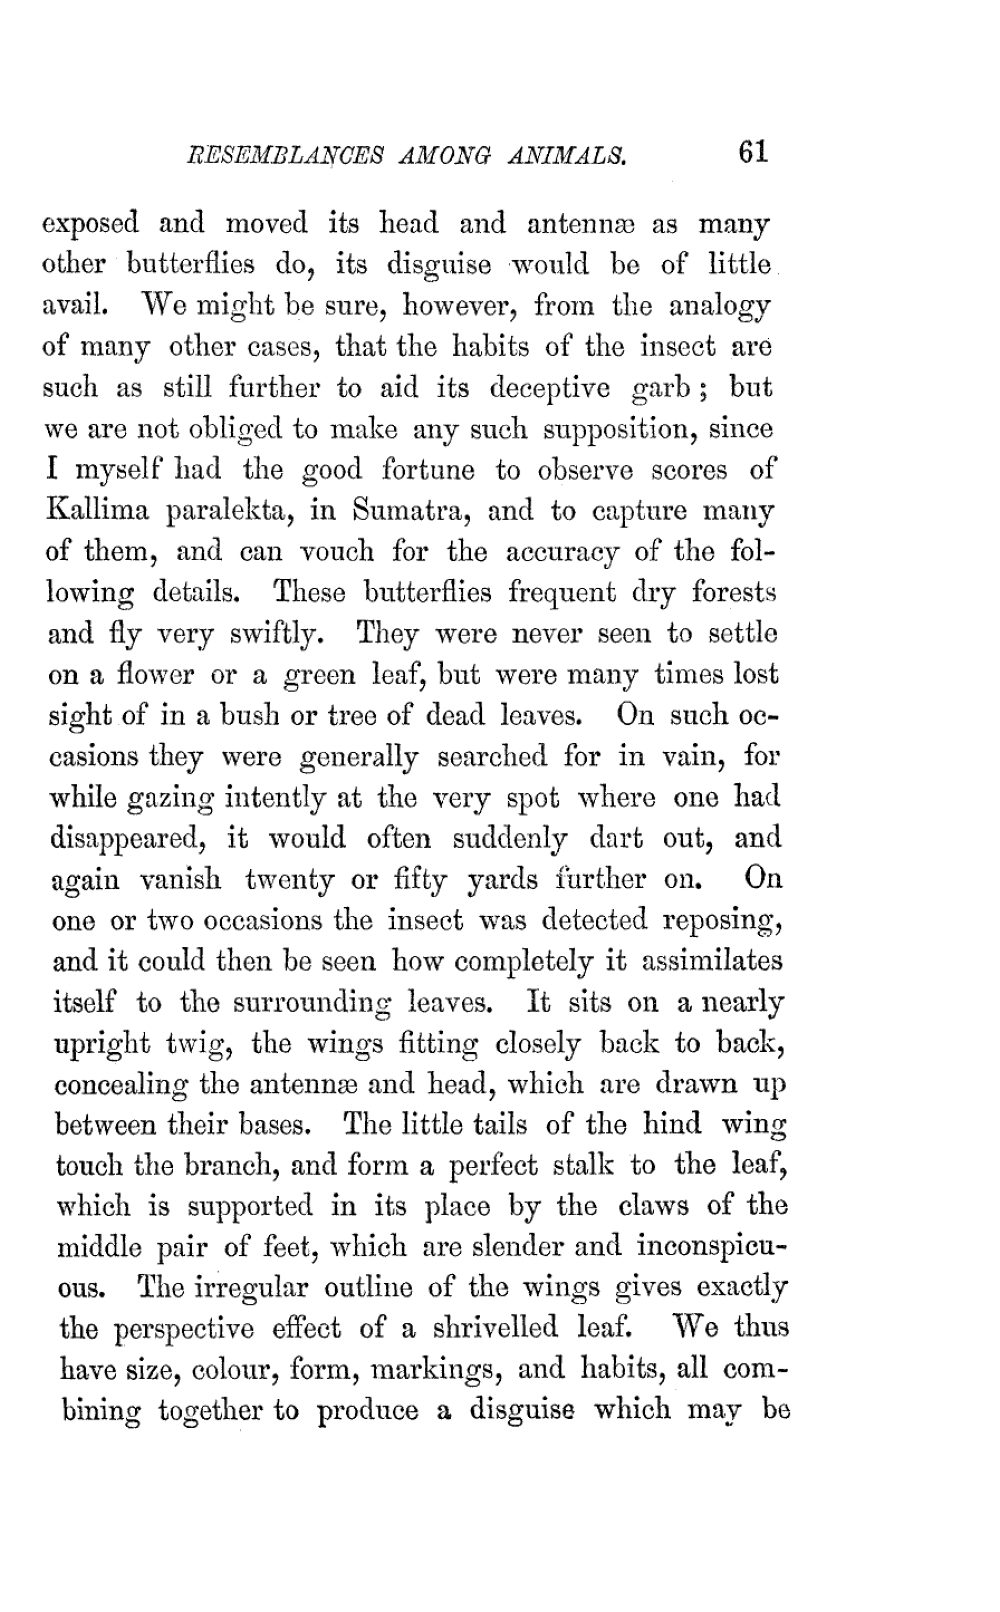 RESEMBLANCES AMONG ANIMALS. 61
exposed and moved its head and antennæ as many
other butterflies do, its disguise would be of little
avail. We might be sure, however, from the analogy
of many other cases, that the habits of the insect are
such as still further to aid its deceptive garb ; but
we are not obliged to make any such supposition, since
I myself had the good fortune to observe scores of
Kallima paralekta, in Sumatra, and to capture many
of them, and can vouch for the accuracy of the fol-
lowing details. These butterflies frequent dry forests
and fly very swiftly. They were never seen to settle
on a flower or a green leaf, but were many times lost
sight of in a bush or tree of dead leaves. On such oc-
casions they were generally searched for in vain, for
while gazing intently at the very spot where one had
disappeared, it would often suddenly dart out, and
again vanish twenty or fifty yards further on. On
one or two occasions the insect was detected reposing,
and it could then be seen how completely it assimilates
itself to the surrounding leaves. It sits on a nearly
upright twig, the wings fitting closely back to back,
concealing the antennæ and head, which are drawn up
between their bases. The little tails of the hind wing
touch the branch, and form a perfect stalk to the leaf,
which is supported in its place by the claws of the
middle pair of feet, which are slender and inconspicu-
ous. The irregular outline of the wings gives exactly
the perspective effect of a shrivelled leaf. We thus
have size, colour, form, markings, and habits, all com-
bining together to produce a disguise which may be